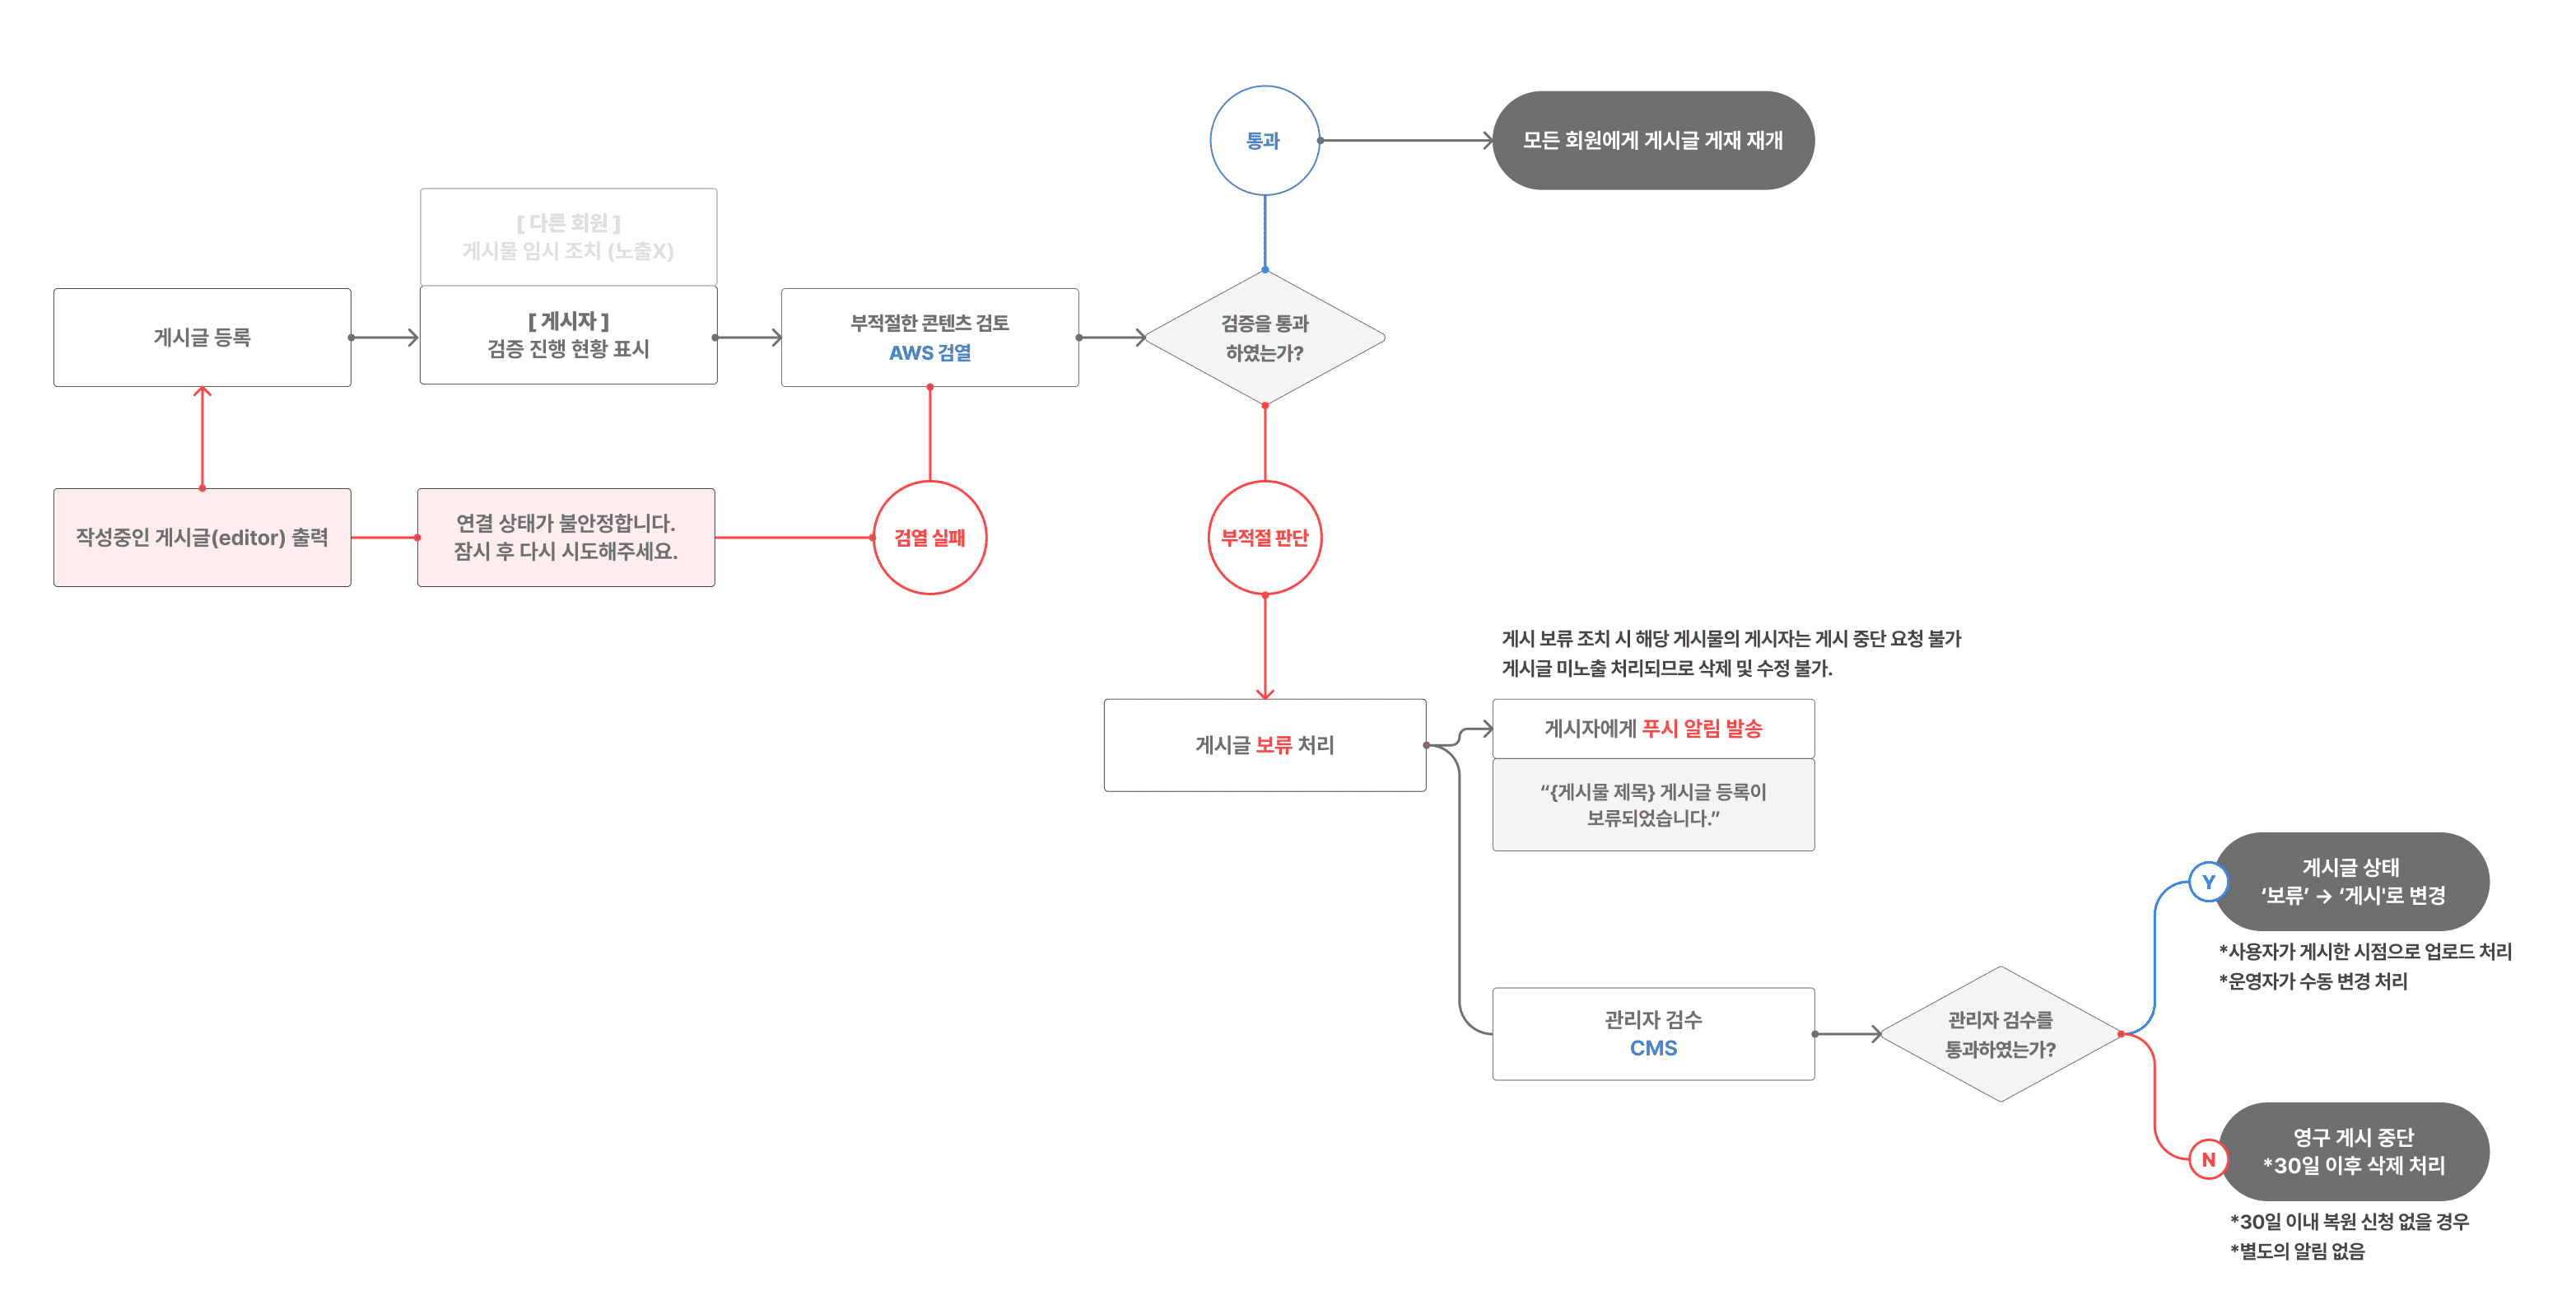 통과
모든 회원에게 게시글 게재 재개
[ 다른 회원 ]
게시물 임시 조치 (노출X)
게시글 등록
[ 게시자 ]
검증 진행 현황 표시
부적절한 콘텐츠 검토
AWS 검열
검증을 통과
하였는가?
작성중인 게시글(editor) 출력
연결 상태가 불안정합니다.
잠시 후 다시 시도해주세요.
검열 실패
부적절 판단
게시 보류 조치 시 해당 게시물의 게시자는 게시 중단 요청 불가
게시글 미노출 처리되므로 삭제 및 수정 불가.
게시글 보류 처리
게시자에게 푸시 알림 발송
“{게시물 제목} 게시글 등록이
보류되었습니다.”
Y
게시글 상태
‘보류’ → ‘게시'로 변경
*사용자가 게시한 시점으로 업로드 처리
*운영자가 수동 변경 처리
관리자 검수
CMS
관리자 검수를
통과하였는가?
N
영구 게시 중단
*30일 이후 삭제 처리
*30일 이내 복원 신청 없을 경우
*별도의 알림 없음